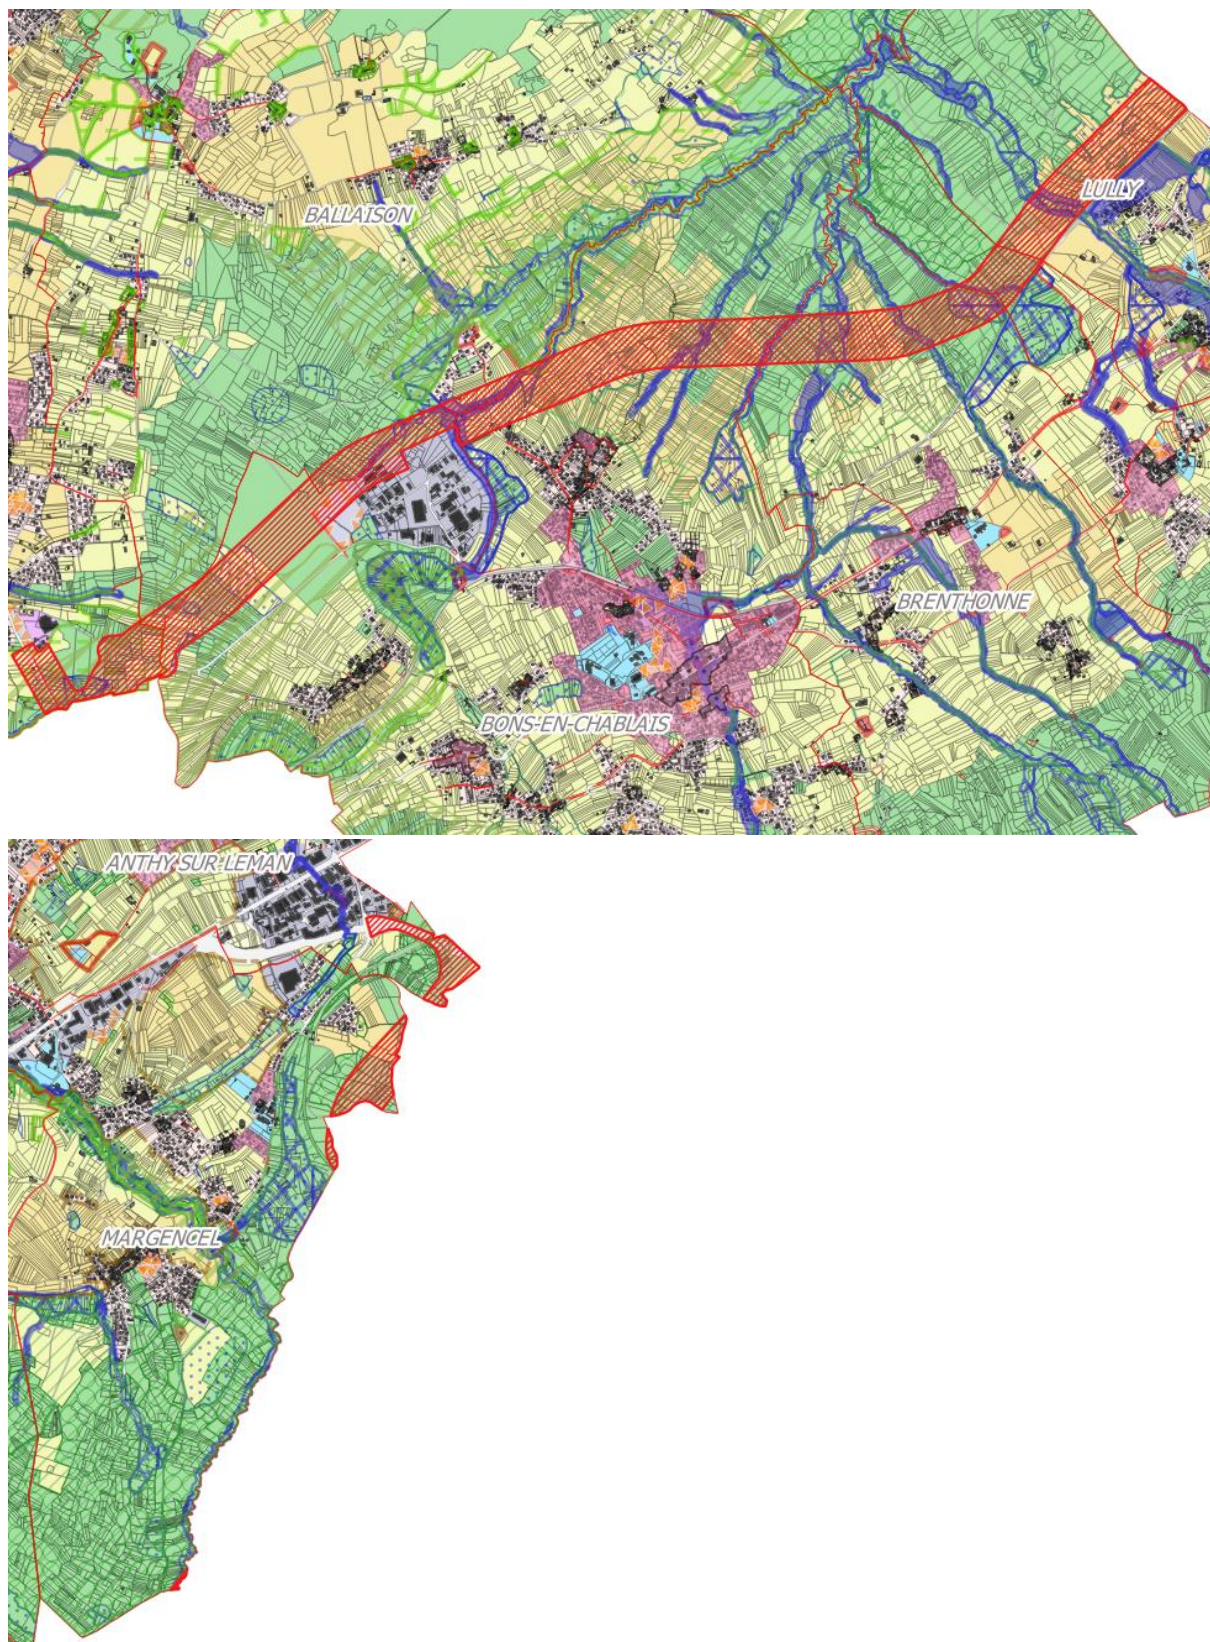 BALLAISON
LULLY
BRENTHONNE
BONS-EN-CHABLAIS
ANTHY SUR LEMAN
MARGENCEL